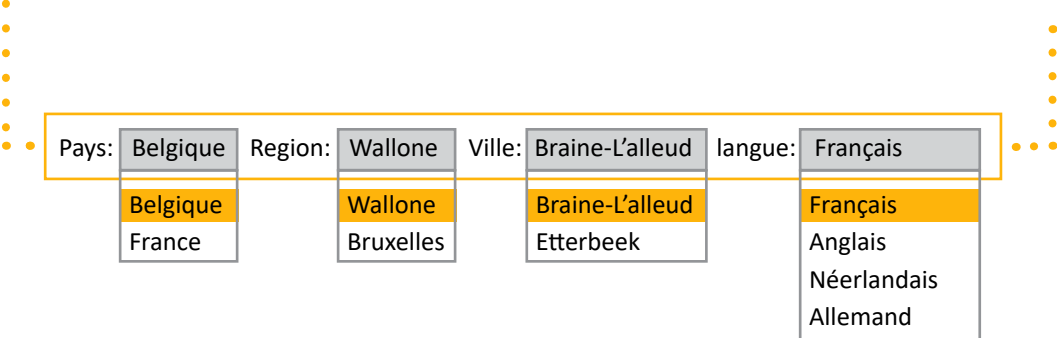 Pays: Belgique Region: Wallone Ville: Braine-L’alleud langue: Français
Belgique Wallone Braine-L’alleud Français
France Bruxelles Etterbeek Anglais
Néerlandais
Allemand